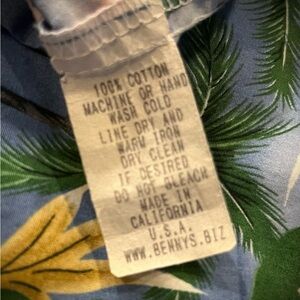 100% COTTON
MACHINE OR HAND
WASH COLD
LINE DRY AND
WARM IRON
DRY CLEAN
IF DESIRED
DO NOT BLEACH
MADE IN
CALIFORNIA
U.S.A.
WWW.BENNYS.BIZ